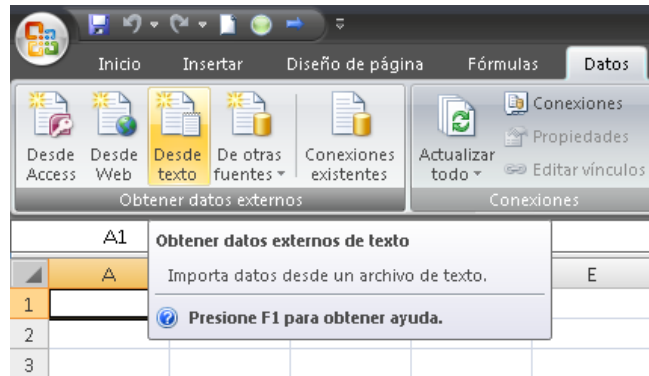 Inicio Insertar Diseño de página Fórmulas Datos
Desde Access
Desde Web
Desde texto
De otras fuentes
Conexiones existentes
Obtener datos externos
Actualizar todo
Conexiones
Propiedades
Editar vínculos
Conexiones
A1
Obtener datos externos de texto
Importa datos desde un archivo de texto.
Presione F1 para obtener ayuda.
A E
1
2
3